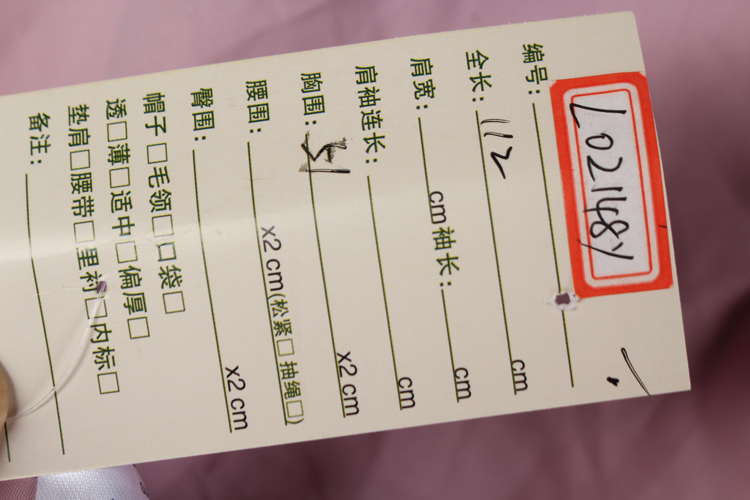 编号: L02148Y
全长: 112 cm
肩宽: cm 袖长: cm
肩袖连长: cm
胸围: 51 x2 cm
腰围: x2 cm(松紧□ 抽绳□)
臀围: x2 cm
帽子□ 毛领□ 口袋□
透□ 薄□ 适中□ 偏厚□
垫肩□ 腰带□ 里衬□ 内标□
备注: